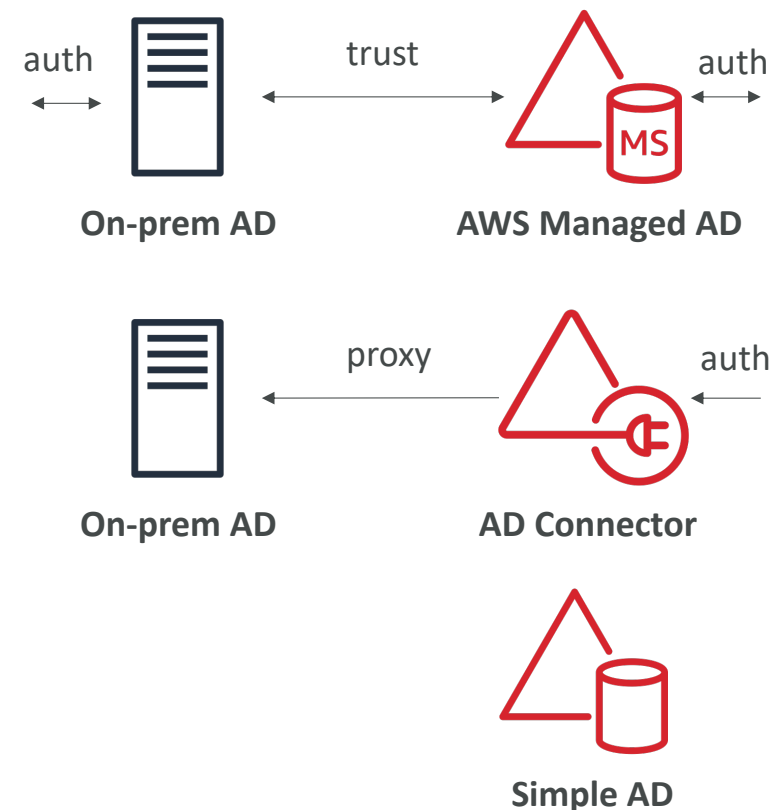 auth
trust
auth
MS
On-prem AD
AWS Managed AD
proxy
auth
On-prem AD
AD Connector
Simple AD